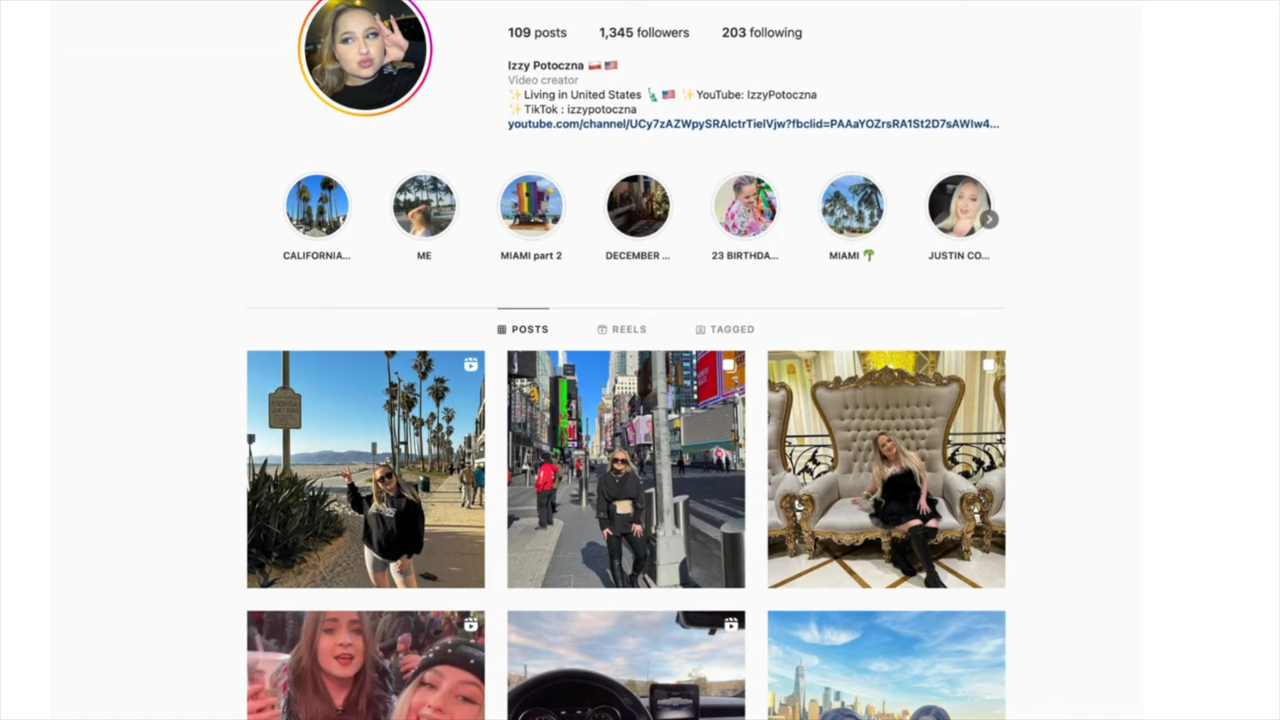 109 posts 1,345 followers 203 following
Izzy Potoczna 🇵🇱🇺🇸
Video creator
✨Living in United States 🗽🇺🇸 ✨YouTube: IzzyPotoczna
✨TikTok : izzypotoczna
youtube.com/channel/UCy7zAZWpySRAIctrTielVjw?fbclid=PAAaYOZrsRA1St2D7sAWIw4...
CALIFORNIA... ME MIAMI part 2 DECEMBER ... 23 BIRTHDA... MIAMI 🌴 JUSTIN CO...
POSTS REELS TAGGED